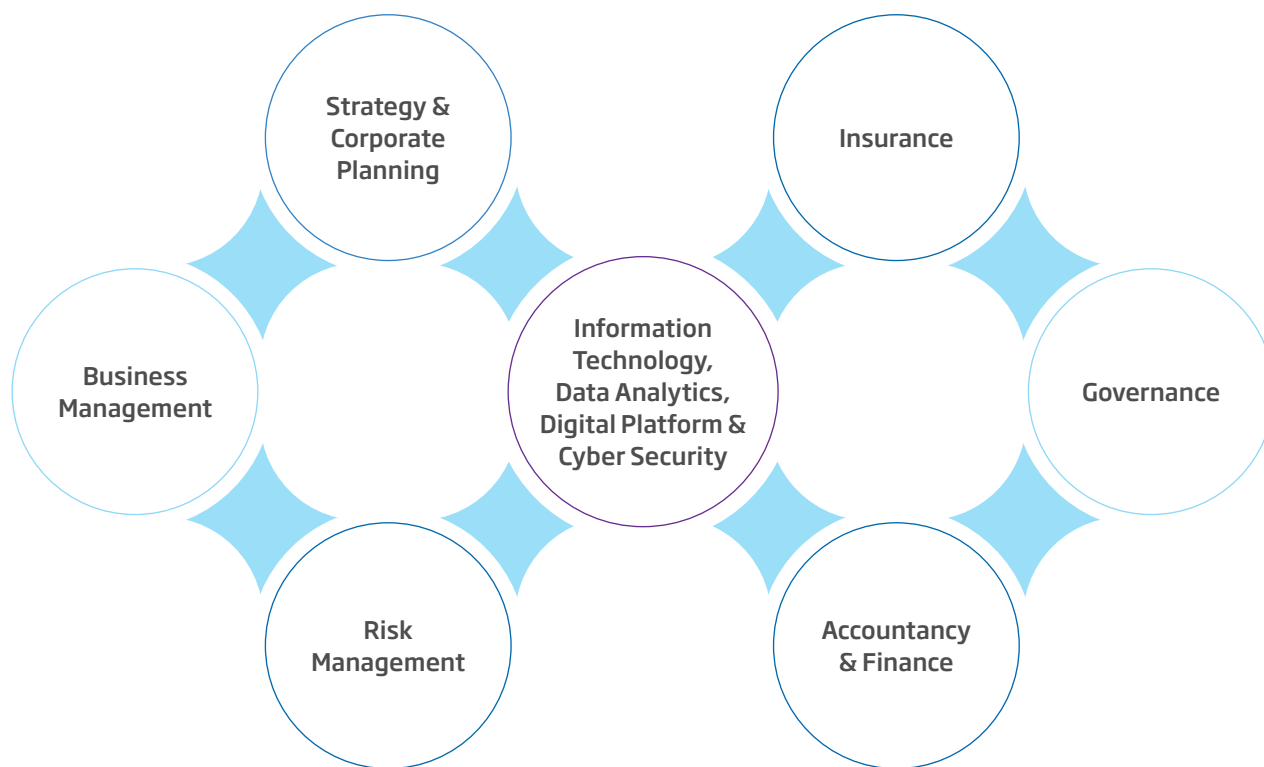 Strategy &
Corporate
Planning
Insurance
Business
Management
Information
Technology,
Data Analytics,
Digital Platform &
Cyber Security
Governance
Risk
Management
Accountancy
& Finance